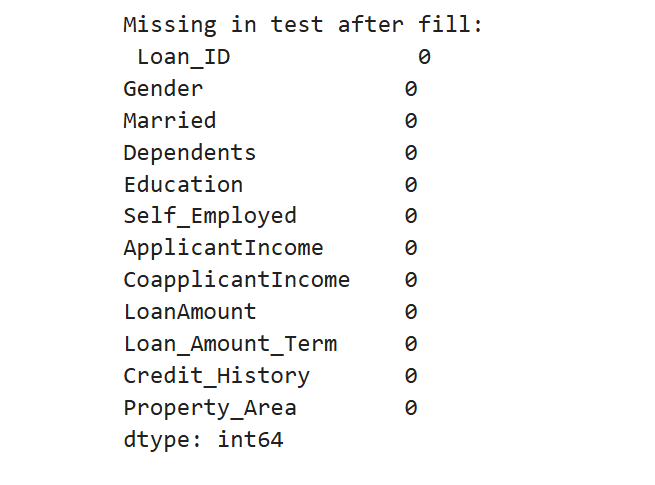 Missing in test after fill:
 Loan_ID              0
Gender               0
Married              0
Dependents           0
Education            0
Self_Employed        0
ApplicantIncome      0
CoapplicantIncome    0
LoanAmount           0
Loan_Amount_Term     0
Credit_History       0
Property_Area        0
dtype: int64